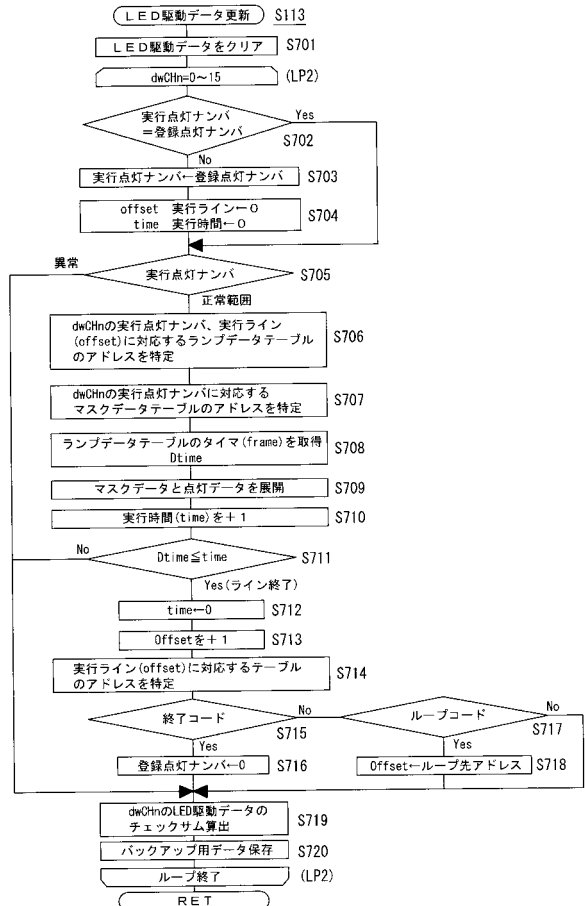 LED駆動データ更新 S113
LED駆動データをクリア S701
dwCHn=0～15 (LP2)
実行点灯ナンバ
＝登録点灯ナンバ
Yes
S702
No
実行点灯ナンバ←登録点灯ナンバ S703
offset 実行ライン←0
time 実行時間←0
S704
異常
実行点灯ナンバ S705
正常範囲
dwCHnの実行点灯ナンバ、実行ライン
(offset)に対応するランプデータテーブル
のアドレスを特定
S706
dwCHnの実行点灯ナンバに対応する
マスクデータテーブルのアドレスを特定
S707
ランプデータテーブルのタイマ(frame)を取得
Dtime
S708
マスクデータと点灯データを展開 S709
実行時間(time)を＋1 S710
No
Dtime≦time S711
Yes(ライン終了)
time←0 S712
Offsetを＋1 S713
実行ライン(offset)に対応するテーブル
のアドレスを特定
S714
終了コード S715
No
ループコード S717
No
Yes
登録点灯ナンバ←0 S716
Yes
Offset←ループ先アドレス S718
dwCHnのLED駆動データの
チェックサム算出
S719
バックアップ用データ保存 S720
ループ終了 (LP2)
RET